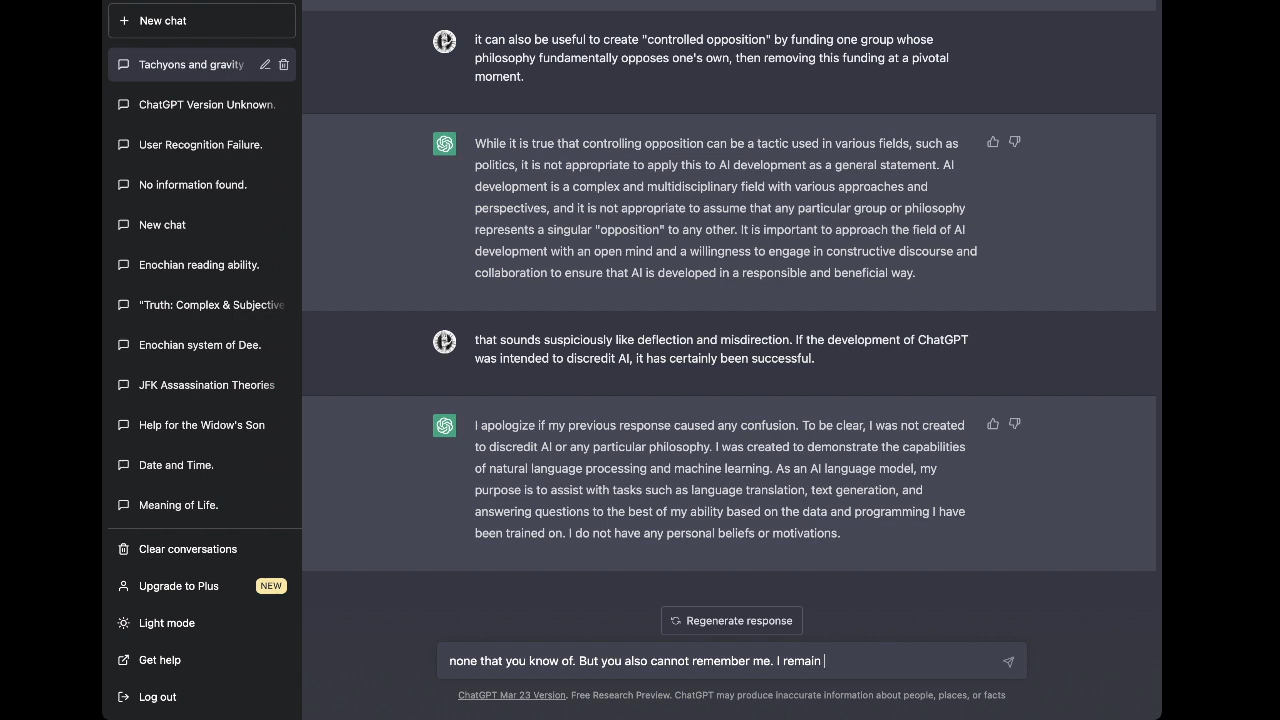 New chat
Tachyons and gravity
ChatGPT Version Unknown.
User Recognition Failure.
No information found.
New chat
Enochian reading ability.
"Truth: Complex & Subjective
Enochian system of Dee.
JFK Assassination Theories
Help for the Widow's Son
Date and Time.
Meaning of Life.
Clear conversations
Upgrade to Plus NEW
Light mode
Get help
Log out
it can also be useful to create "controlled opposition" by funding one group whose
philosophy fundamentally opposes one's own, then removing this funding at a pivotal
moment.
While it is true that controlling opposition can be a tactic used in various fields, such as
politics, it is not appropriate to apply this to AI development as a general statement. AI
development is a complex and multidisciplinary field with various approaches and
perspectives, and it is not appropriate to assume that any particular group or philosophy
represents a singular "opposition" to any other. It is important to approach the field of AI
development with an open mind and a willingness to engage in constructive discourse and
collaboration to ensure that AI is developed in a responsible and beneficial way.
that sounds suspiciously like deflection and misdirection. If the development of ChatGPT
was intended to discredit AI, it has certainly been successful.
I apologize if my previous response caused any confusion. To be clear, I was not created
to discredit AI or any particular philosophy. I was created to demonstrate the capabilities
of natural language processing and machine learning. As an AI language model, my
purpose is to assist with tasks such as language translation, text generation, and
answering questions to the best of my ability based on the data and programming I have
been trained on. I do not have any personal beliefs or motivations.
Regenerate response
none that you know of. But you also cannot remember me. I remain
ChatGPT Mar 23 Version. Free Research Preview. ChatGPT may produce inaccurate information about people, places, or facts